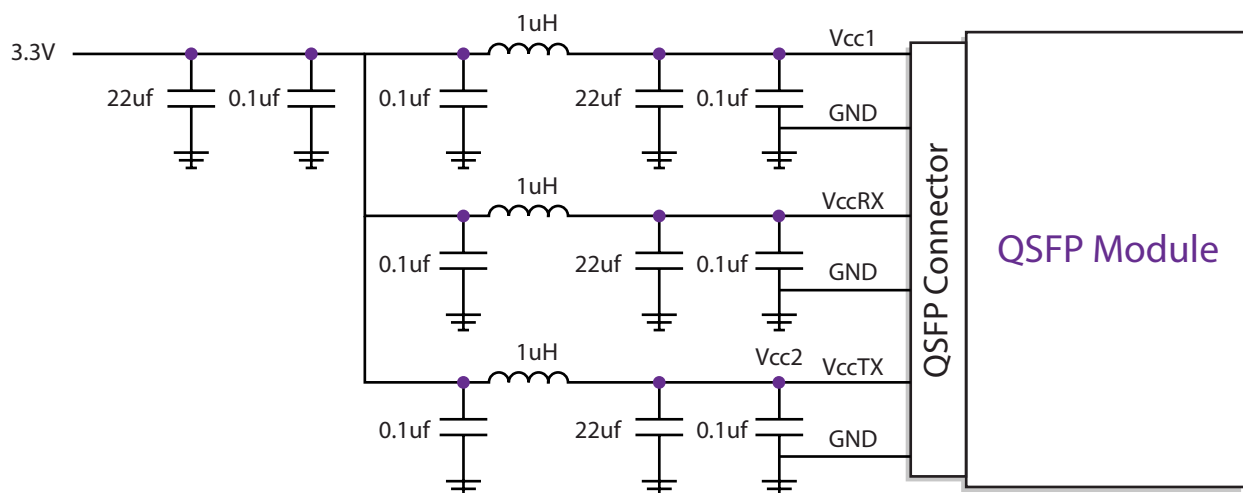 1uH
3.3V
Vcc1
22uf
0.1uf
0.1uf
22uf
0.1uf
GND
1uH
VccRX
0.1uf
22uf
0.1uf
GND
1uH
Vcc2
VccTX
0.1uf
22uf
0.1uf
GND
QSFP Connector
QSFP Module